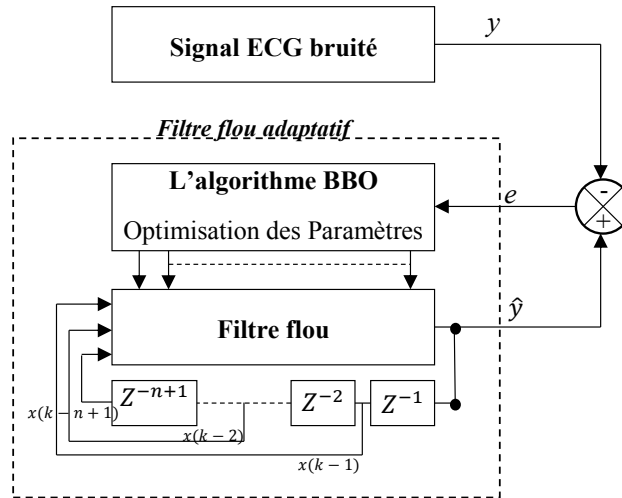 Signal ECG bruité
y
Filtre flou adaptatif
-
+
L'algorithme BBO
Optimisation des Paramètres
e
Filtre flou
ŷ
Z⁻ⁿ⁺¹
Z⁻²
Z⁻¹
x(k-n+1)
x(k-2)
x(k-1)